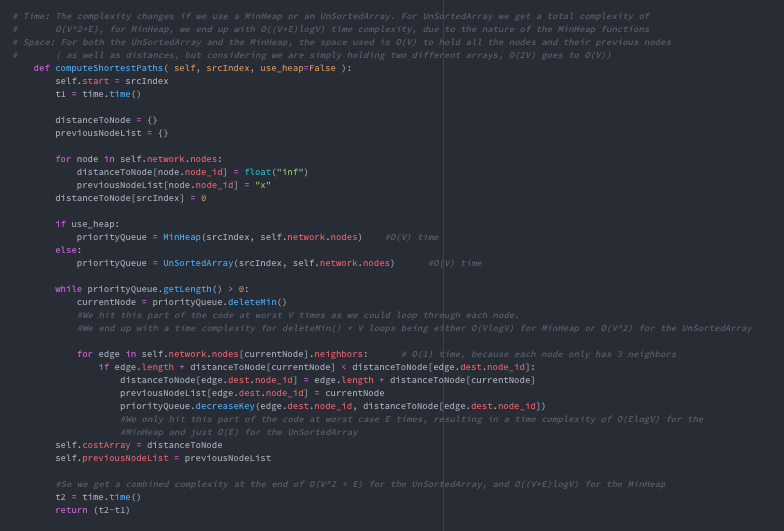 # Time: The complexity changes if we use a MinHeap or an UnSortedArray. For UnSortedArray we get a total complexity of
#       O(V^2+E), for MinHeap, we end up with O((V+E)logV) time complexity, due to the nature of the MinHeap functions
# Space: For both the UnSortedArray and the MinHeap, the space used is O(V) to hold all the nodes and their previous nodes
#       ( as well as distances, but considering we are simply holding two different arrays, O(2V) goes to O(V))
    def computeShortestPaths( self, srcIndex, use_heap=False ):
        self.start = srcIndex
        t1 = time.time()

        distanceToNode = {}
        previousNodeList = {}

        for node in self.network.nodes:
            distanceToNode[node.node_id] = float("inf")
            previousNodeList[node.node_id] = "x"
        distanceToNode[srcIndex] = 0

        if use_heap:
            priorityQueue = MinHeap(srcIndex, self.network.nodes)    #O(V) time
        else:
            priorityQueue = UnSortedArray(srcIndex, self.network.nodes)      #O(V) time

        while priorityQueue.getLength() > 0:
            currentNode = priorityQueue.deleteMin()
            #We hit this part of the code at worst V times as we could loop through each node.
            #We end up with a time complexity for deleteMin() + V loops being either O(VlogV) for MinHeap or O(V^2) for the UnSortedArray

            for edge in self.network.nodes[currentNode].neighbors:      # O(1) time, because each node only has 3 neighbors
                if edge.length + distanceToNode[currentNode] < distanceToNode[edge.dest.node_id]:
                    distanceToNode[edge.dest.node_id] = edge.length + distanceToNode[currentNode]
                    previousNodeList[edge.dest.node_id] = currentNode
                    priorityQueue.decreaseKey(edge.dest.node_id, distanceToNode[edge.dest.node_id])
                    #We only hit this part of the code at worst case E times, resulting in a time complexity of O(ElogV) for the
                    #MinHeap and just O(E) for the UnSortedArray
        self.costArray = distanceToNode
        self.previousNodeList = previousNodeList

        #So we get a combined complexity at the end of O(V^2 + E) for the UnSortedArray, and O((V+E)logV) for the MinHeap
        t2 = time.time()
        return (t2-t1)